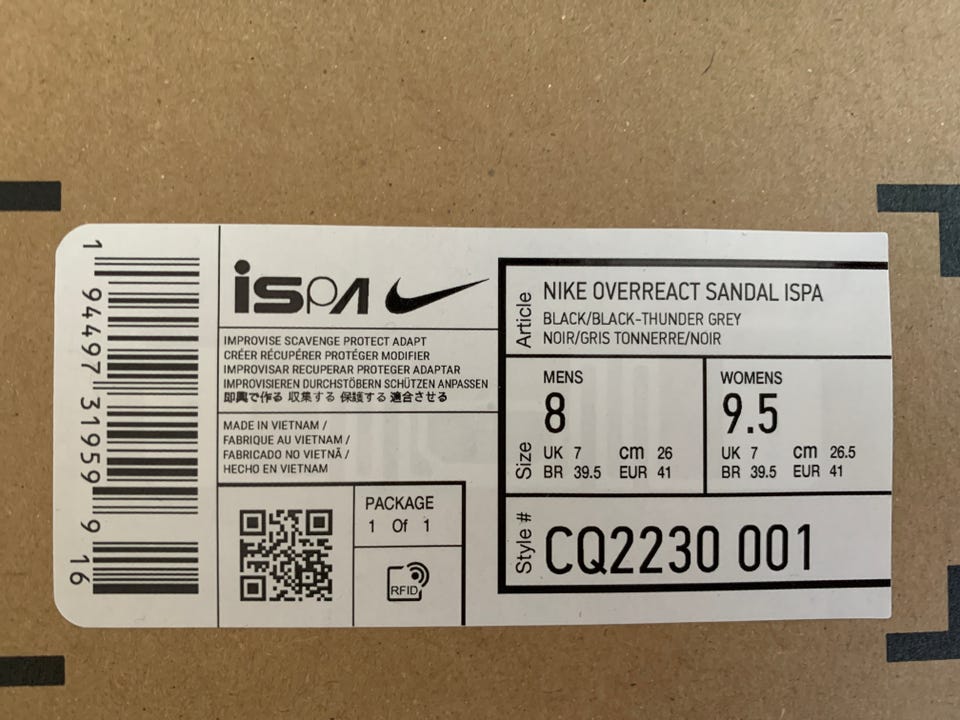 1 94497 31959 9 16
ISPA
IMPROVISE SCAVENGE PROTECT ADAPT
CRÉER RÉCUPÉRER PROTÉGER MODIFIER
IMPROVISAR RECUPERAR PROTEGER ADAPTAR
IMPROVISIEREN DURCHSTÖBERN SCHÜTZEN ANPASSEN
即興で作る 収集する 保護する 適合させる
MADE IN VIETNAM /
FABRIQUE AU VIETNAM /
FABRICADO NO VIETNÃ /
HECHO EN VIETNAM
PACKAGE
1 Of 1
RFID
Article
NIKE OVERREACT SANDAL ISPA
BLACK/BLACK-THUNDER GREY
NOIR/GRIS TONNERRE/NOIR
Size
MENS
8
UK 7 cm 26
BR 39.5 EUR 41
WOMENS
9.5
UK 7 cm 26.5
BR 39.5 EUR 41
Style #
CQ2230 001